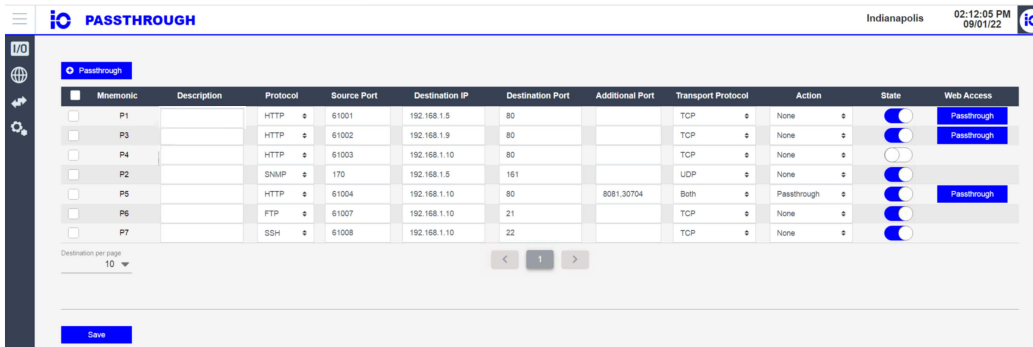 iO PASSTHROUGH Indianapolis 02:12:05 PM
09/01/22
I/O
Passthrough
Mnemonic Description Protocol Source Port Destination IP Destination Port Additional Port Transport Protocol Action State Web Access
P1 HTTP 61001 192.168.1.5 80 TCP None Passthrough
P3 HTTP 61002 192.168.1.9 80 TCP None Passthrough
P4 HTTP 61003 192.168.1.10 80 TCP None
P2 SNMP 170 192.168.1.5 161 UDP None
P5 HTTP 61004 192.168.1.10 80 8081,30704 Both Passthrough Passthrough
P6 FTP 61007 192.168.1.10 21 TCP None
P7 SSH 61008 192.168.1.10 22 TCP None
Destination per page
10
< 1 >
Save